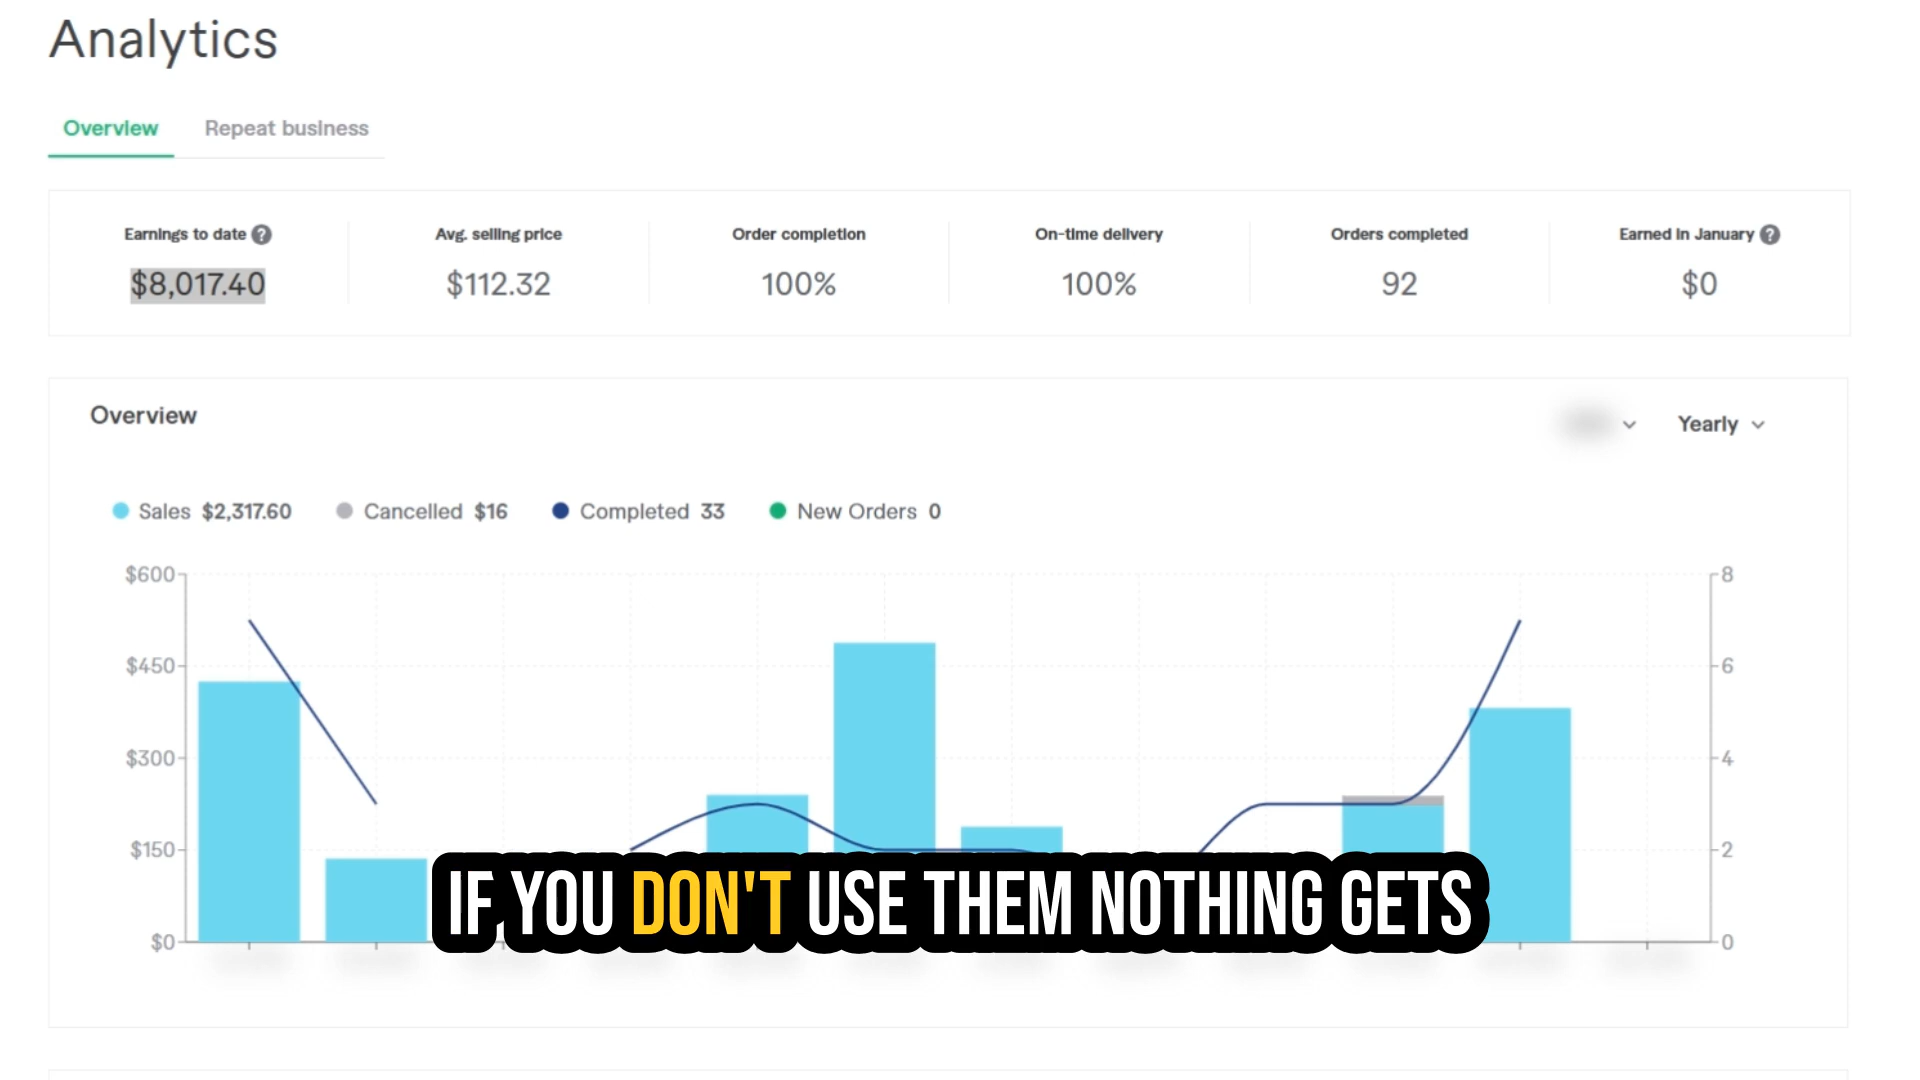 Analytics
Overview Repeat business
Earnings to date ? Avg. selling price Order completion On-time delivery Orders completed Earned in January ?
$8,017.40 $112.32 100% 100% 92 $0
Overview Yearly
Sales $2,317.60 Cancelled $16 Completed 33 New Orders 0
$600 8
$450 6
$300 4
$150 2
IF YOU DON'T USE THEM NOTHING GETS
$0 0